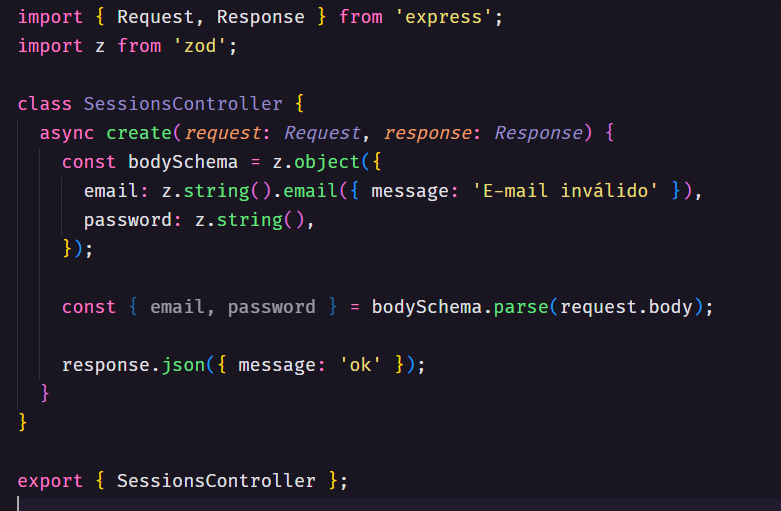 import { Request, Response } from 'express';
import z from 'zod';

class SessionsController {
  async create(request: Request, response: Response) {
    const bodySchema = z.object({
      email: z.string().email({ message: 'E-mail inválido' }),
      password: z.string(),
    });

    const { email, password } = bodySchema.parse(request.body);

    response.json({ message: 'ok' });
  }
}

export { SessionsController };